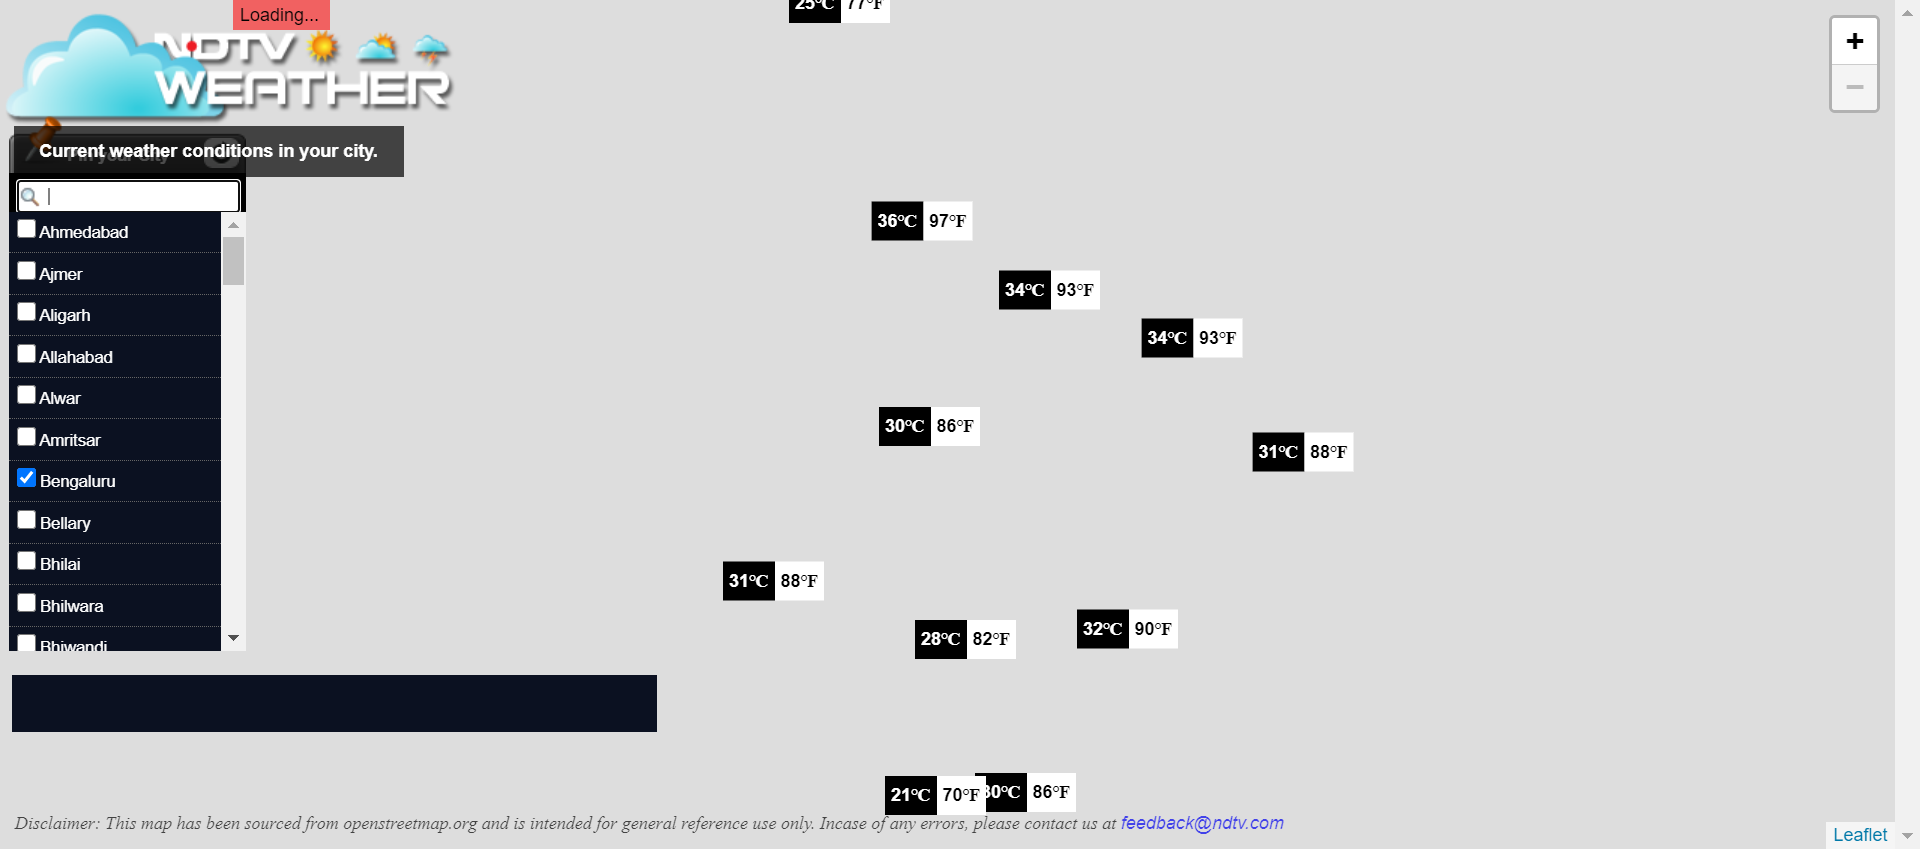 Loading...
25°C 77°F
NDTV
WEATHER
+
−
Current weather conditions in your city.
Ahmedabad
Ajmer
Aligarh
Allahabad
Alwar
Amritsar
Bengaluru
Bellary
Bhilai
Bhilwara
Bhiwandi
36°C 97°F
34°C 93°F
34°C 93°F
30°C 86°F
31°C 88°F
31°C 88°F
28°C 82°F
32°C 90°F
21°C 70°F
30°C 86°F
Disclaimer: This map has been sourced from openstreetmap.org and is intended for general reference use only. Incase of any errors, please contact us at feedback@ndtv.com
Leaflet